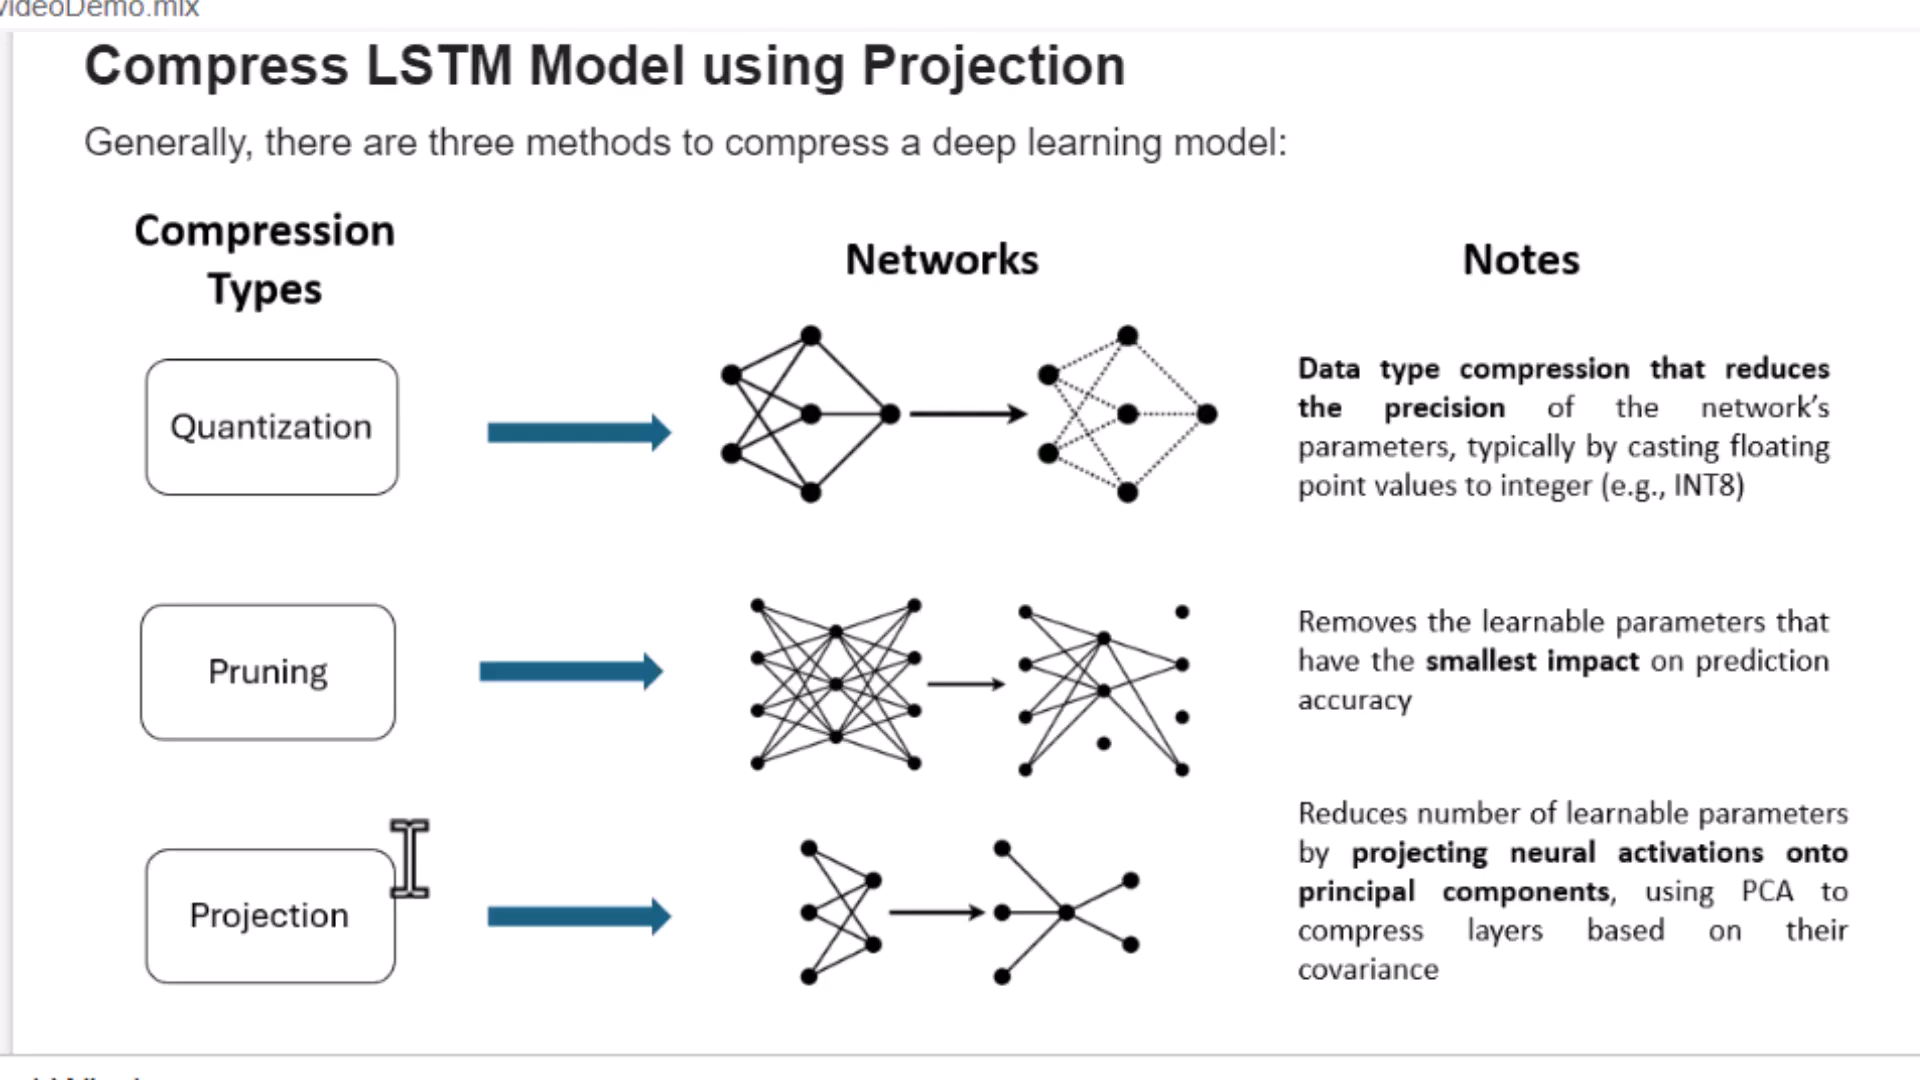 videoDemo.mlx
Compress LSTM Model using Projection
Generally, there are three methods to compress a deep learning model:
Compression
Types
Networks
Notes
Quantization
Data type compression that reduces
the precision of the network's
parameters, typically by casting floating
point values to integer (e.g., INT8)
Pruning
Removes the learnable parameters that
have the smallest impact on prediction
accuracy
Projection
Reduces number of learnable parameters
by projecting neural activations onto
principal components, using PCA to
compress layers based on their
covariance